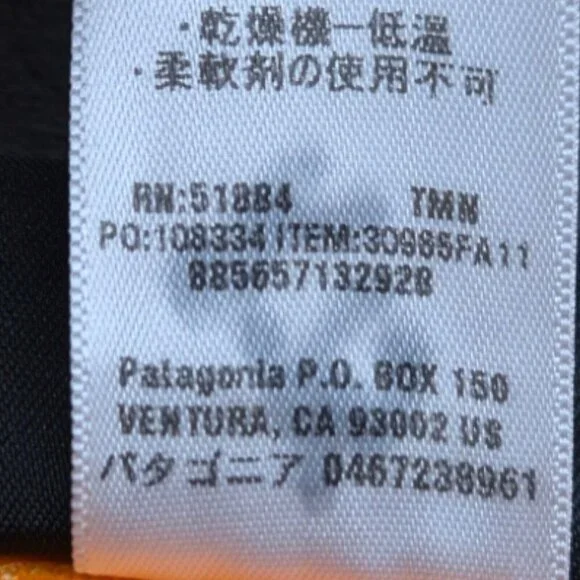 ・乾燥機ー低温
・柔軟剤の使用不可
RN:51884 TMN
PO:108334 ITEM:30985FA11
885657132928
Patagonia P.O. BOX 150
VENTURA, CA 93002 US
パタゴニア 0467238961